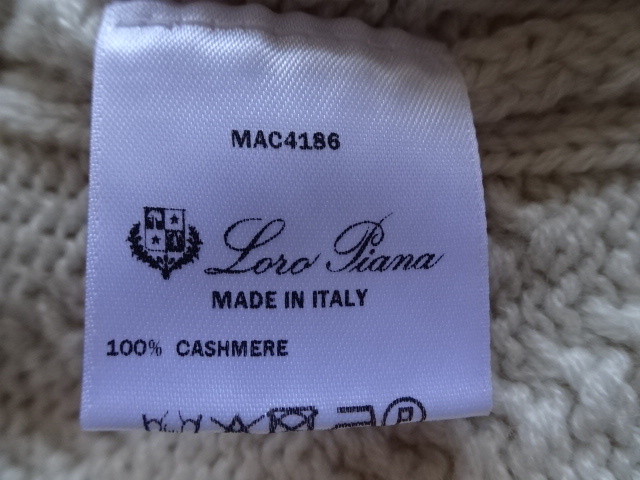 MAC4186
Loro Piana
MADE IN ITALY
100% CASHMERE